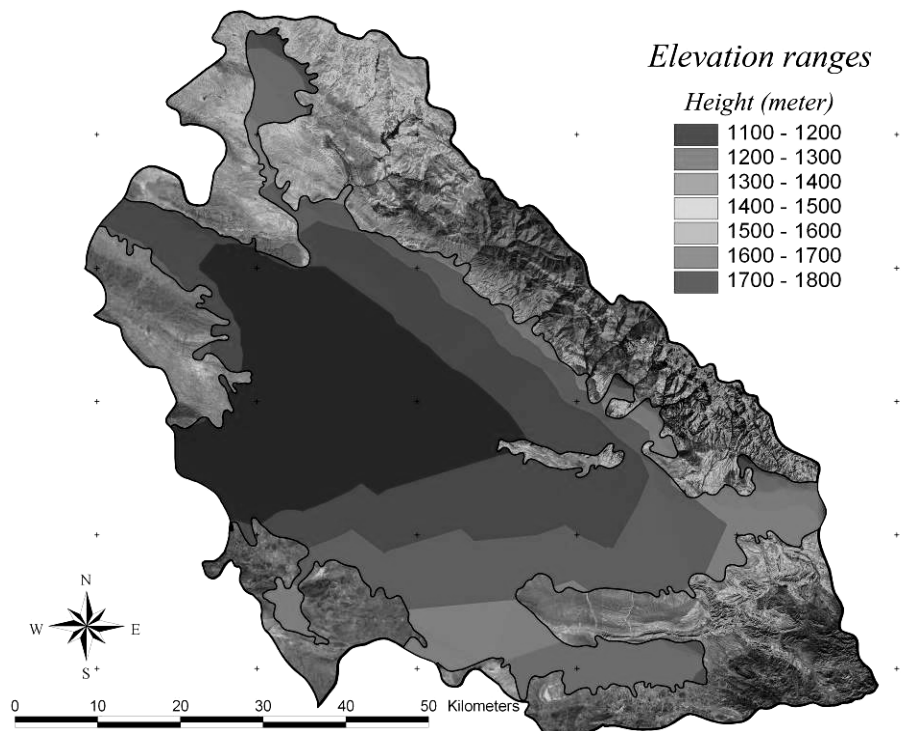 Elevation ranges
Height (meter)
1100 - 1200
1200 - 1300
1300 - 1400
1400 - 1500
1500 - 1600
1600 - 1700
1700 - 1800
N
W E
S
0 10 20 30 40 50 Kilometers